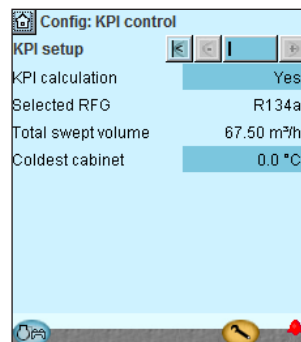 Config: KPI control
KPI setup
KPI calculation Yes
Selected RFG R134a
Total swept volume 67.50 m³/h
Coldest cabinet 0.0 °C